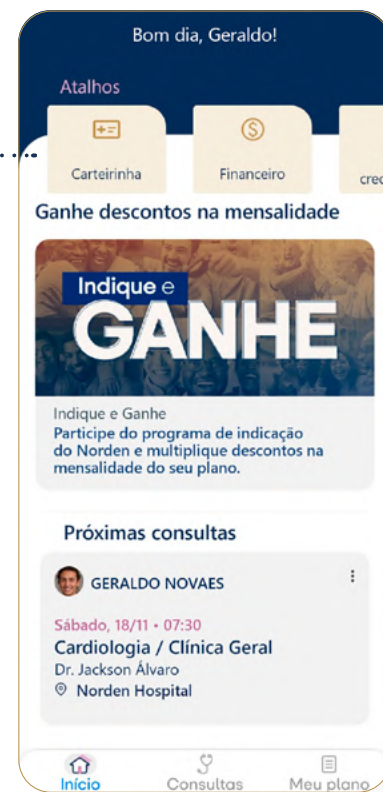 Bom dia, Geraldo!
Atalhos
Carteirinha
Financeiro
Ganhe descontos na mensalidade
Indique e
GANHE
Indique e Ganhe
Participe do programa de indicação
do Norden e multiplique descontos na
mensalidade do seu plano.
Próximas consultas
GERALDO NOVAES
Sábado, 18/11 • 07:30
Cardiologia / Clínica Geral
Dr. Jackson Álvaro
Norden Hospital
Início
Consultas
Meu plano